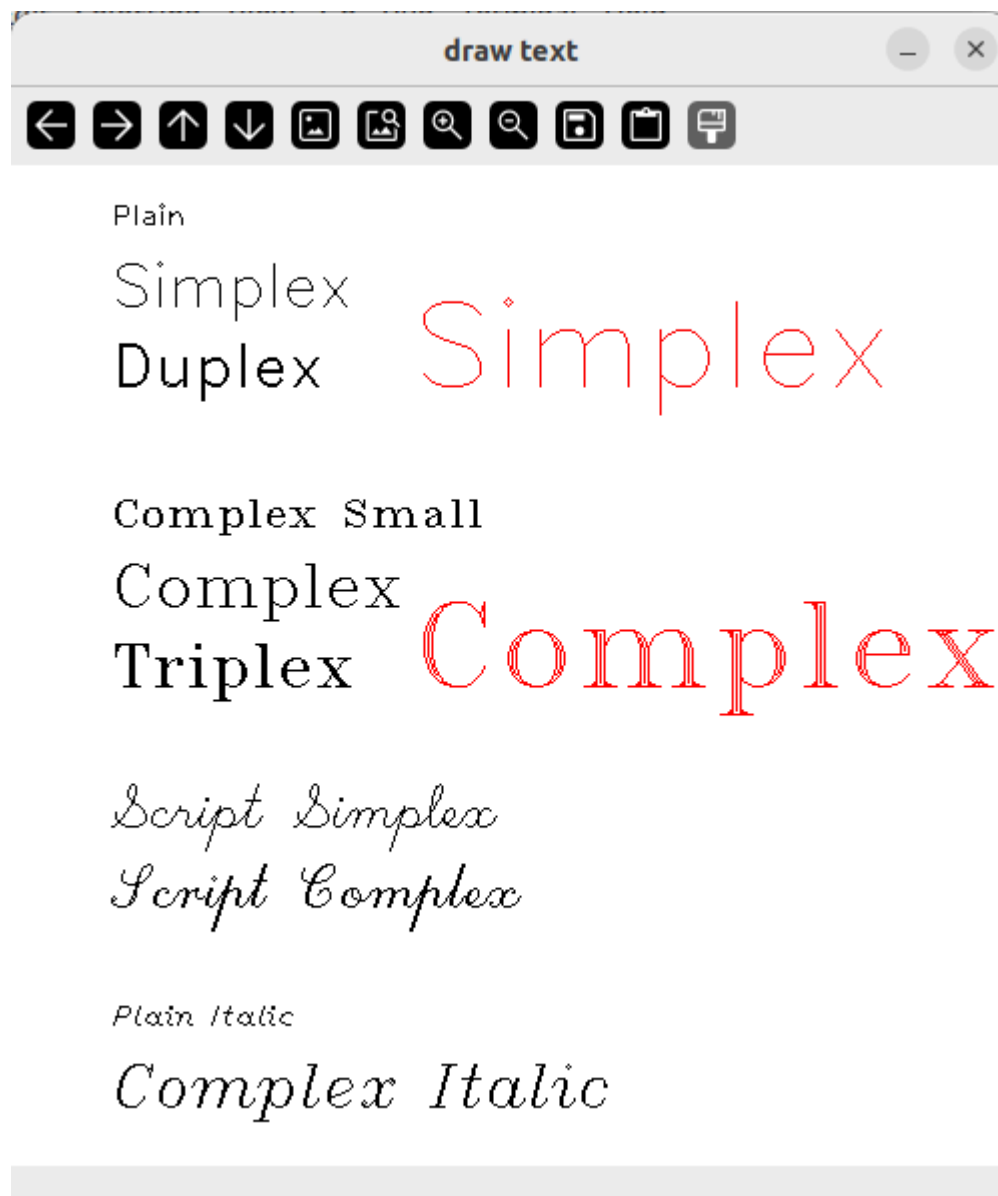 draw text
Plain
Simplex
Simplex
Duplex
Complex Small
Complex
Complex
Triplex
Script Simplex
Script Complex
Plain Italic
Complex Italic